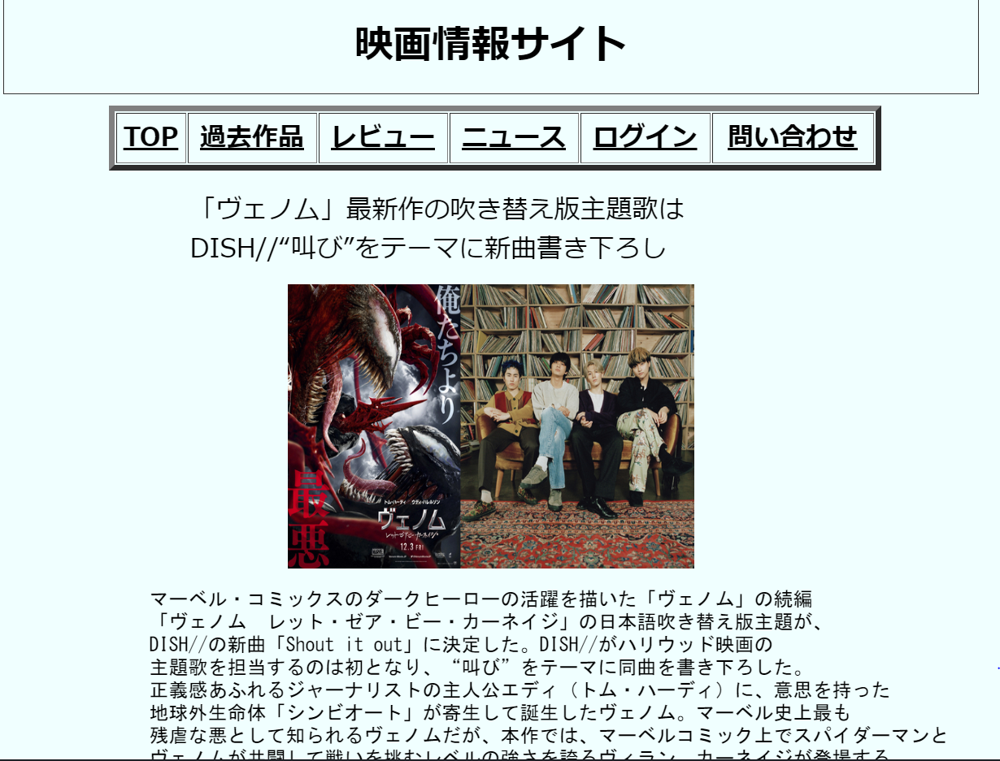 映画情報サイト
TOP 過去作品 レビュー ニュース ログイン 問い合わせ
「ヴェノム」最新作の吹き替え版主題歌は
DISH//“叫び”をテーマに新曲書き下ろし
俺たちより
最悪
トム・ハーディ ウディ・ハレルソン
ヴェノム
レット・ゼア・ビー・カーネイジ
12.3 FRI
マーベル・コミックスのダークヒーローの活躍を描いた「ヴェノム」の続編
「ヴェノム　レット・ゼア・ビー・カーネイジ」の日本語吹き替え版主題が、
DISH//の新曲「Shout it out」に決定した。DISH//がハリウッド映画の
主題歌を担当するのは初となり、“叫び”をテーマに同曲を書き下ろした。
正義感あふれるジャーナリストの主人公エディ（トム・ハーディ）に、意思を持った
地球外生命体「シンビオート」が寄生して誕生したヴェノム。マーベル史上最も
残虐な悪として知られるヴェノムだが、本作では、マーベルコミック上でスパイダーマンと
ヴェノムが共闘して戦いを挑むレベルの強さを誇るヴィラン、カーネイジが登場する